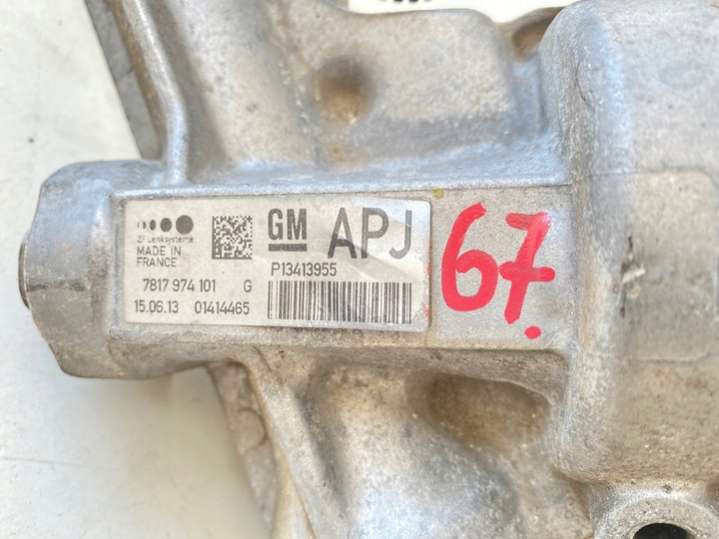 ZF Lenksysteme
MADE IN
FRANCE
7817 974 101 G
15.06.13 01414465
GM APJ
P13413955
67.